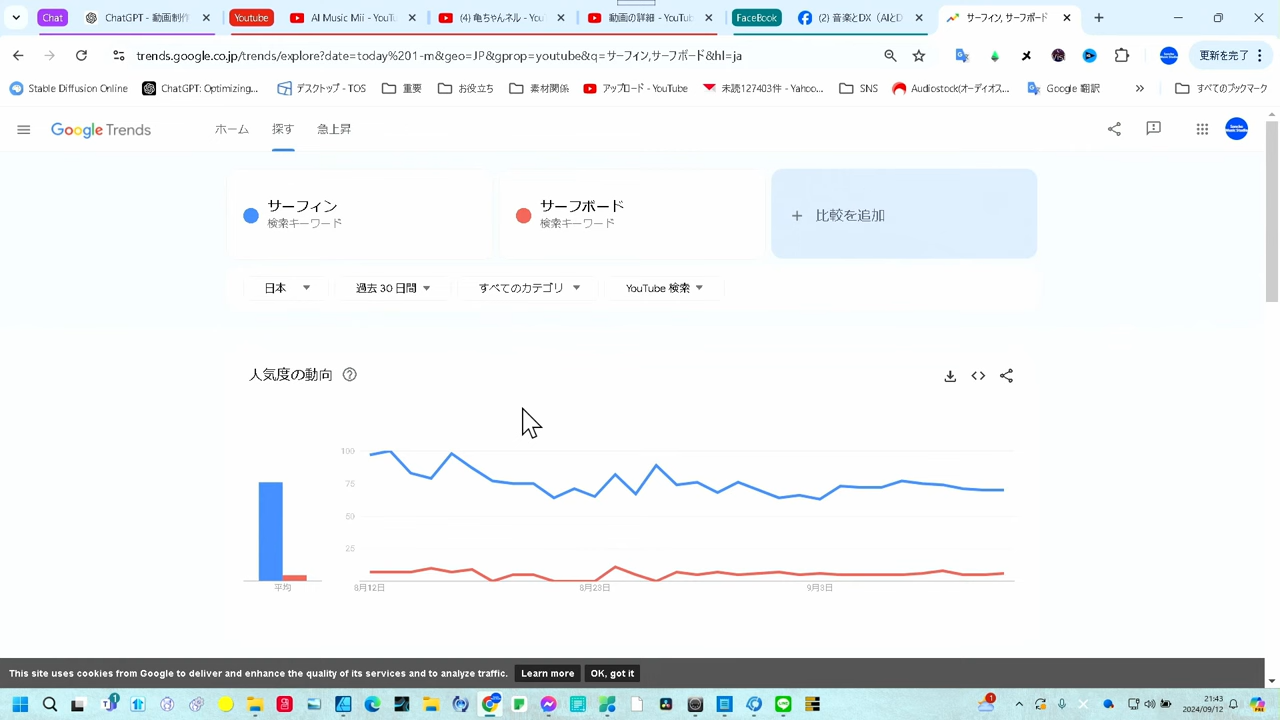 Chat
ChatGPT - 動画制作
Youtube
AI Music Mii - YouTu
(4) 亀ちゃんネル - You
動画の詳細 - YouTub
FaceBook
(2) 音楽とDX(AIとD
サーフィン, サーフボード
trends.google.co.jp/trends/explore?date=today%201-m&geo=JP&gprop=youtube&q=サーフィン,サーフボード&hl=ja
更新を完了
Stable Diffusion Online
ChatGPT: Optimizing...
デスクトップ - TOS
重要
お役立ち
素材関係
アップロード - YouTube
未読127403件 - Yahoo...
SNS
Audiostock(オーディオス...
Google 翻訳
»
すべてのブックマーク
Google Trends
ホーム
探す
急上昇
サーフィン
検索キーワード
サーフボード
検索キーワード
+ 比較を追加
日本
過去 30 日間
すべてのカテゴリ
YouTube 検索
人気度の動向
100
75
50
25
平均
8月12日
8月23日
9月3日
This site uses cookies from Google to deliver and enhance the quality of its services and to analyze traffic.
Learn more
OK, got it
21:43
2024/09/12